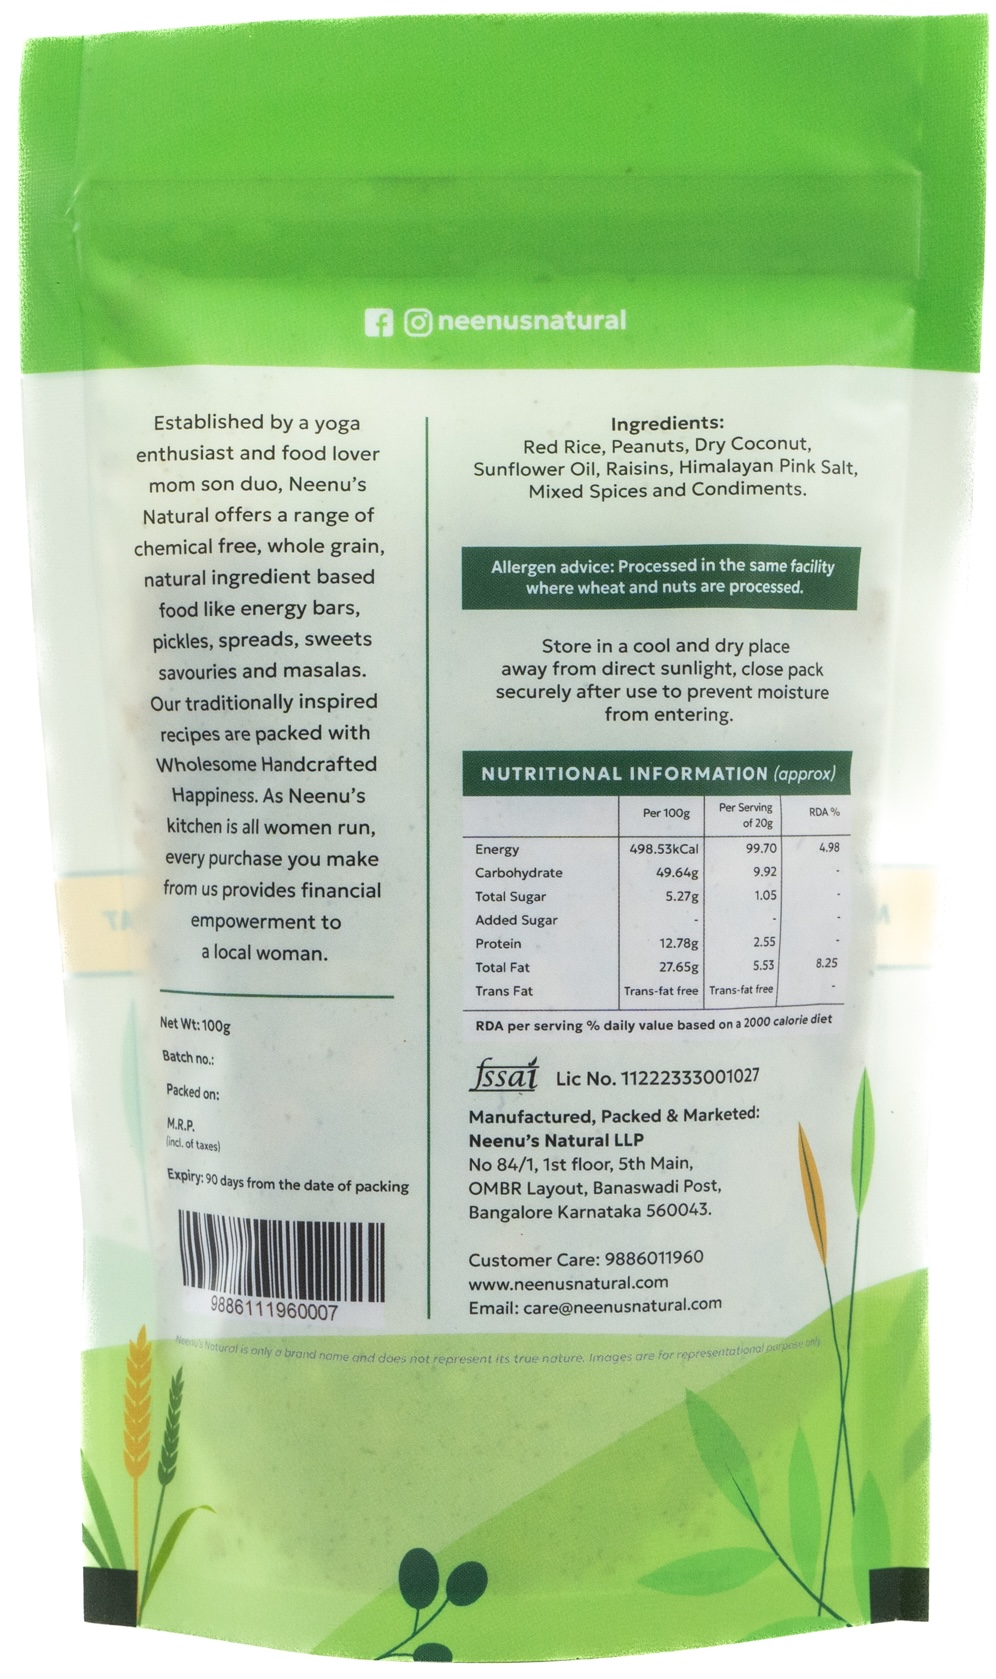 neenusnatural
Established by a yoga
enthusiast and food lover
mom son duo, Neenu's
Natural offers a range of
chemical free, whole grain,
natural ingredient based
food like energy bars,
pickles, spreads, sweets
savouries and masalas.
Our traditionally inspired
recipes are packed with
Wholesome Handcrafted
Happiness. As Neenu's
kitchen is all women run,
every purchase you make
from us provides financial
empowerment to
a local woman.
Net Wt: 100g
Batch no.:
Packed on:
M.R.P.
(incl. of taxes)
Expiry: 90 days from the date of packing
9886111960007
Ingredients:
Red Rice, Peanuts, Dry Coconut,
Sunflower Oil, Raisins, Himalayan Pink Salt,
Mixed Spices and Condiments.
Allergen advice: Processed in the same facility
where wheat and nuts are processed.
Store in a cool and dry place
away from direct sunlight, close pack
securely after use to prevent moisture
from entering.
NUTRITIONAL INFORMATION (approx)
Per 100g Per Serving of 20g RDA %
Energy 498.53kCal 99.70 4.98
Carbohydrate 49.64g 9.92 -
Total Sugar 5.27g 1.05 -
Added Sugar - - -
Protein 12.78g 2.55 -
Total Fat 27.65g 5.53 8.25
Trans Fat Trans-fat free Trans-fat free -
RDA per serving % daily value based on a 2000 calorie diet
fssai Lic No. 11222333001027
Manufactured, Packed & Marketed:
Neenu's Natural LLP
No 84/1, 1st floor, 5th Main,
OMBR Layout, Banaswadi Post,
Bangalore Karnataka 560043.
Customer Care: 9886011960
www.neenusnatural.com
Email: care@neenusnatural.com
Neenu's Natural is only a brand name and does not represent its true nature. Images are for representational purpose only